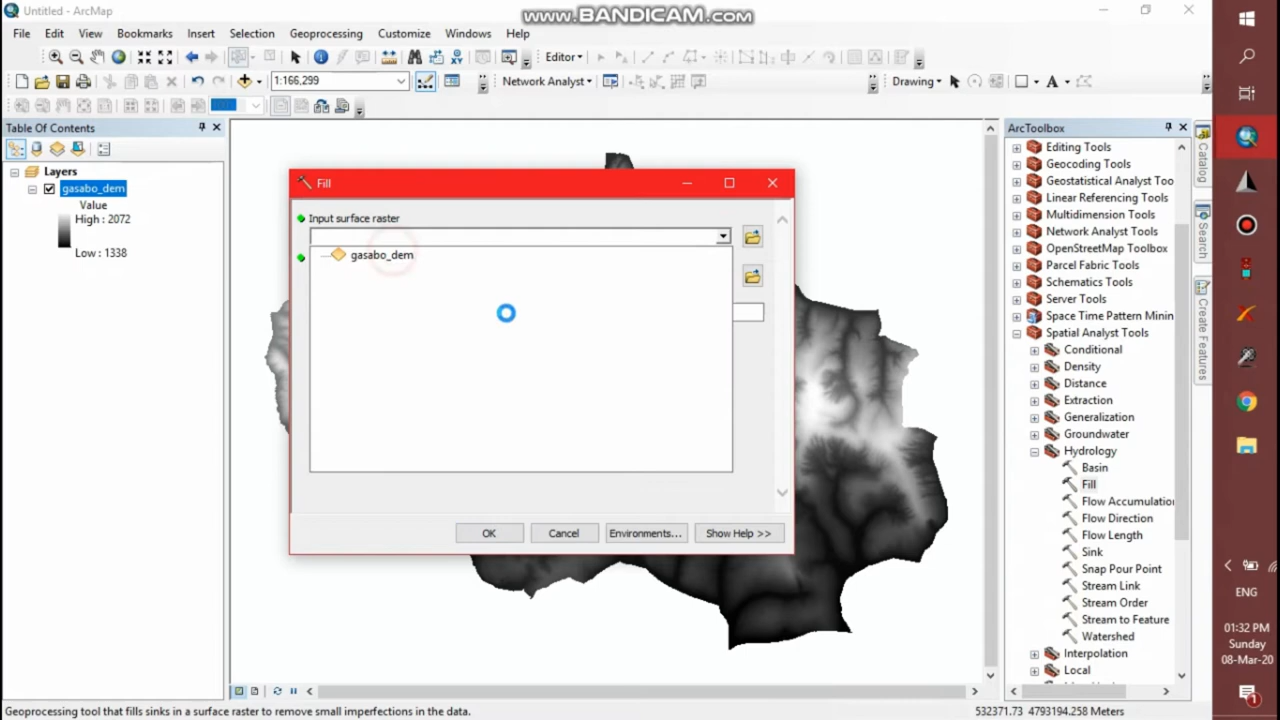 Untitled - ArcMap
www.BANDICAM.com
File Edit View Bookmarks Insert Selection Geoprocessing Customize Windows Help
Editor
1:166,299
Network Analyst
Drawing
Table Of Contents
Layers
gasabo_dem
Value
High : 2072
Low : 1338
Fill
Input surface raster
gasabo_dem
OK
Cancel
Environments...
Show Help >>
ArcToolbox
Editing Tools
Geocoding Tools
Geostatistical Analyst Too
Linear Referencing Tools
Multidimension Tools
Network Analyst Tools
OpenStreetMap Toolbox
Parcel Fabric Tools
Schematics Tools
Server Tools
Space Time Pattern Minin
Spatial Analyst Tools
Conditional
Density
Distance
Extraction
Generalization
Groundwater
Hydrology
Basin
Fill
Flow Accumulatio
Flow Direction
Flow Length
Sink
Snap Pour Point
Stream Link
Stream Order
Stream to Feature
Watershed
Interpolation
Local
Catalog
Search
Create Features
ENG
01:32 PM
Sunday
08-Mar-20
1
Geoprocessing tool that fills sinks in a surface raster to remove small imperfections in the data.
532371.73 4793194.258 Meters